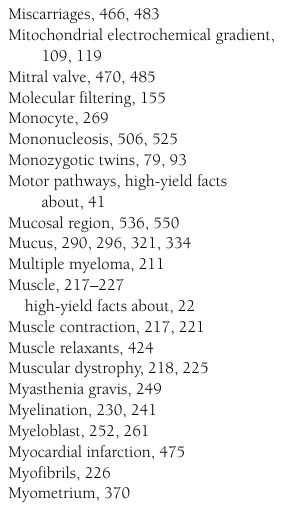 Miscarriages, 466, 483
Mitochondrial electrochemical gradient,
109, 119
Mitral valve, 470, 485
Molecular filtering, 155
Monocyte, 269
Mononucleosis, 506, 525
Monozygotic twins, 79, 93
Motor pathways, high-yield facts
about, 41
Mucosal region, 536, 550
Mucus, 290, 296, 321, 334
Multiple myeloma, 211
Muscle, 217–227
high-yield facts about, 22
Muscle contraction, 217, 221
Muscle relaxants, 424
Muscular dystrophy, 218, 225
Myasthenia gravis, 249
Myelination, 230, 241
Myeloblast, 252, 261
Myocardial infarction, 475
Myofibrils, 226
Myometrium, 370